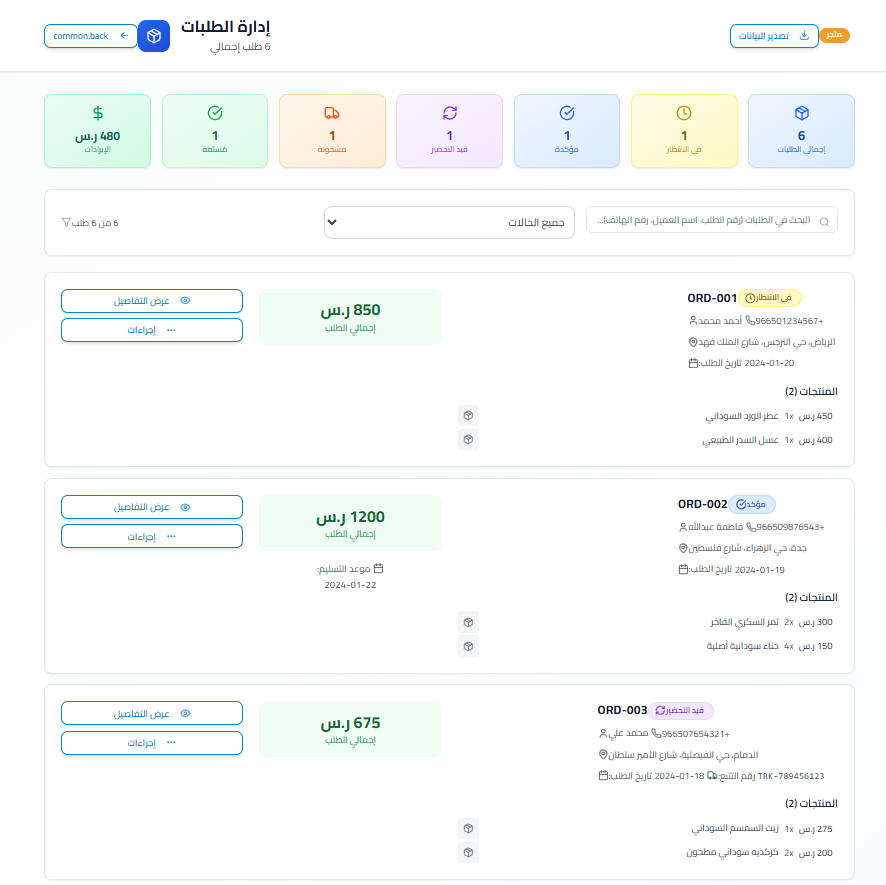 إدارة الطلبات
6 طلب إجمالي
common.back
متجر
تصدير البيانات
6
إجمالي الطلبات
1
في الانتظار
1
مؤكدة
1
قيد التحضير
1
مشحونة
1
مُسلمة
480 ر.س
الإيرادات
البحث في الطلبات (رقم الطلب، اسم العميل، رقم الهاتف)...
جميع الحالات
6 من 6 طلب
ORD-001 في الانتظار
أحمد محمد +966501234567
الرياض، حي النرجس، شارع الملك فهد
تاريخ الطلب: 2024-01-20
المنتجات (2)
عطر الورد السوداني 1x 450 ر.س
عسل السدر الطبيعي 1x 400 ر.س
850 ر.س
إجمالي الطلب
عرض التفاصيل
إجراءات
ORD-002 مؤكد
فاطمة عبدالله +966509876543
جدة، حي الزهراء، شارع فلسطين
تاريخ الطلب: 2024-01-19
المنتجات (2)
تمر السكري الفاخر 2x 300 ر.س
حناء سودانية أصلية 4x 150 ر.س
1200 ر.س
إجمالي الطلب
موعد التسليم:
2024-01-22
عرض التفاصيل
إجراءات
ORD-003 قيد التحضير
محمد علي +966507654321
الدمام، حي الفيصلية، شارع الأمير سلطان
تاريخ الطلب: 2024-01-18 رقم التتبع: TRK-789456123
المنتجات (2)
زيت السمسم السوداني 1x 275 ر.س
كركديه سوداني مطحون 2x 200 ر.س
675 ر.س
إجمالي الطلب
عرض التفاصيل
إجراءات